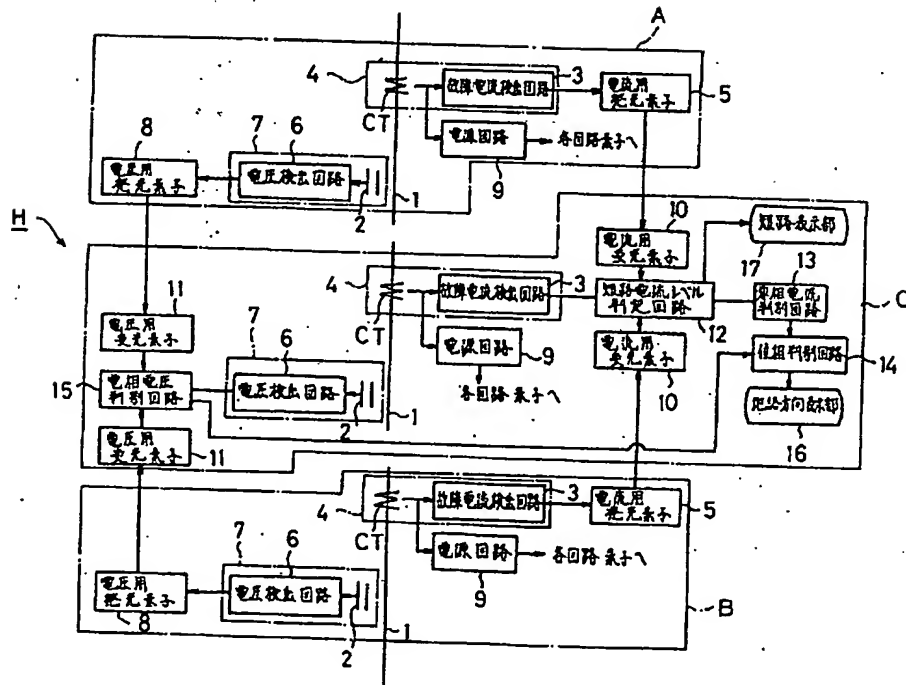 A
4
3
CT
故障電流検出回路
電流用
発光素子
5
7
6
8
電源回路
各回路素子へ
電圧用
発光素子
電圧検出回路
9
2
1
H
10
電流用
受光素子
短絡表示部
17
4
3
13
11
CT
故障電流検出回路
短絡電流レベル
判定回路
電流
判別回路
C
電圧用
受光素子
7
6
12
電源回路
9
電流用
受光素子
位相判別回路
14
15
電圧
判別回路
電圧検出回路
各回路素子へ
10
2
1
地絡方向表示部
電圧用
受光素子
11
16
4
3
CT
故障電流検出回路
電流用
発光素子
5
7
6
電源回路
各回路素子へ
電圧用
発光素子
電圧検出回路
9
B
8
2
1